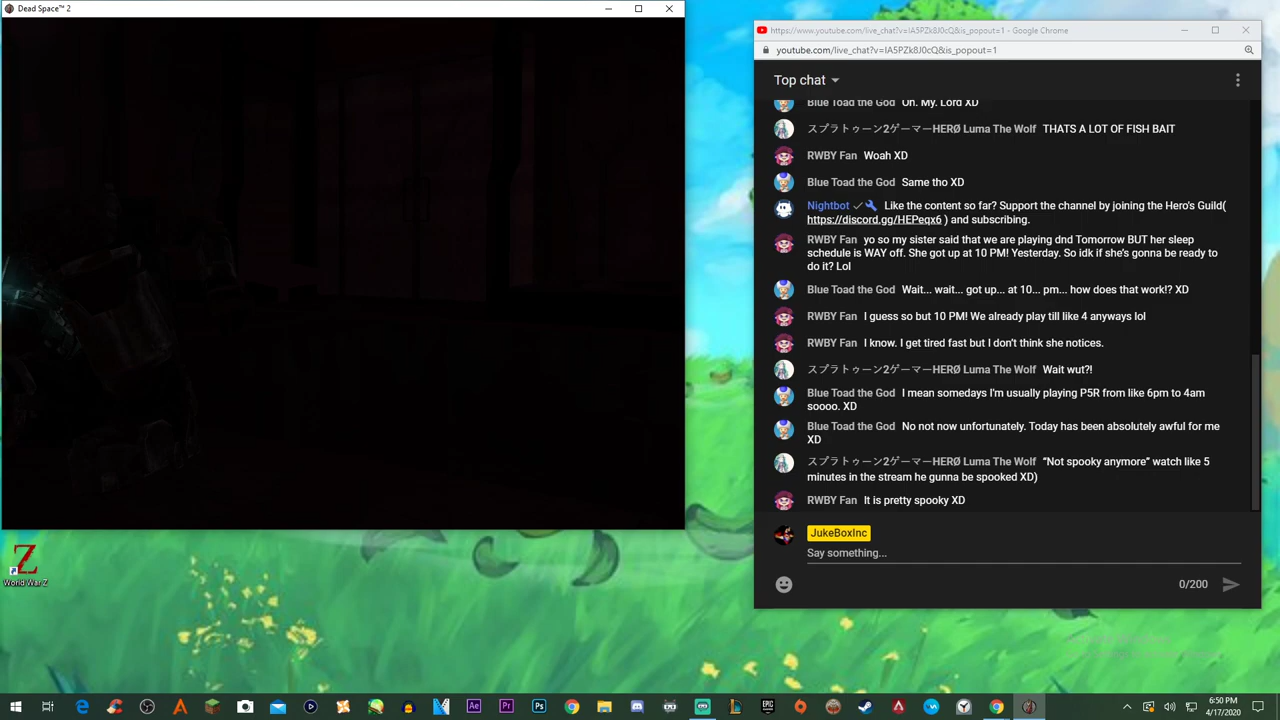 Dead Space™ 2
https://www.youtube.com/live_chat?v=IA5PZk8J0cQ&is_popout=1 - Google Chrome
youtube.com/live_chat?v=IA5PZk8J0cQ&is_popout=1
Top chat
Blue Toad the God Oh. My. Lord XD
スプラトゥーン2ゲーマーHERØ Luma The Wolf THATS A LOT OF FISH BAIT
RWBY Fan Woah XD
Blue Toad the God Same tho XD
Nightbot Like the content so far? Support the channel by joining the Hero's Guild(
https://discord.gg/HEPeqx6 ) and subscribing.
RWBY Fan yo so my sister said that we are playing dnd Tomorrow BUT her sleep
schedule is WAY off. She got up at 10 PM! Yesterday. So idk if she's gonna be ready to
do it? Lol
Blue Toad the God Wait... wait... got up... at 10... pm... how does that work!? XD
RWBY Fan I guess so but 10 PM! We already play till like 4 anyways lol
RWBY Fan I know. I get tired fast but I don't think she notices.
スプラトゥーン2ゲーマーHERØ Luma The Wolf Wait wut?!
Blue Toad the God I mean somedays I'm usually playing P5R from like 6pm to 4am
soooo. XD
Blue Toad the God No not now unfortunately. Today has been absolutely awful for me
XD
スプラトゥーン2ゲーマーHERØ Luma The Wolf “Not spooky anymore” watch like 5
minutes in the stream he gunna be spooked XD)
RWBY Fan It is pretty spooky XD
JukeBoxInc
Say something...
0/200
Z
World War Z
Ae
Pr
Ps
EPIC
6:50 PM
4/17/2020